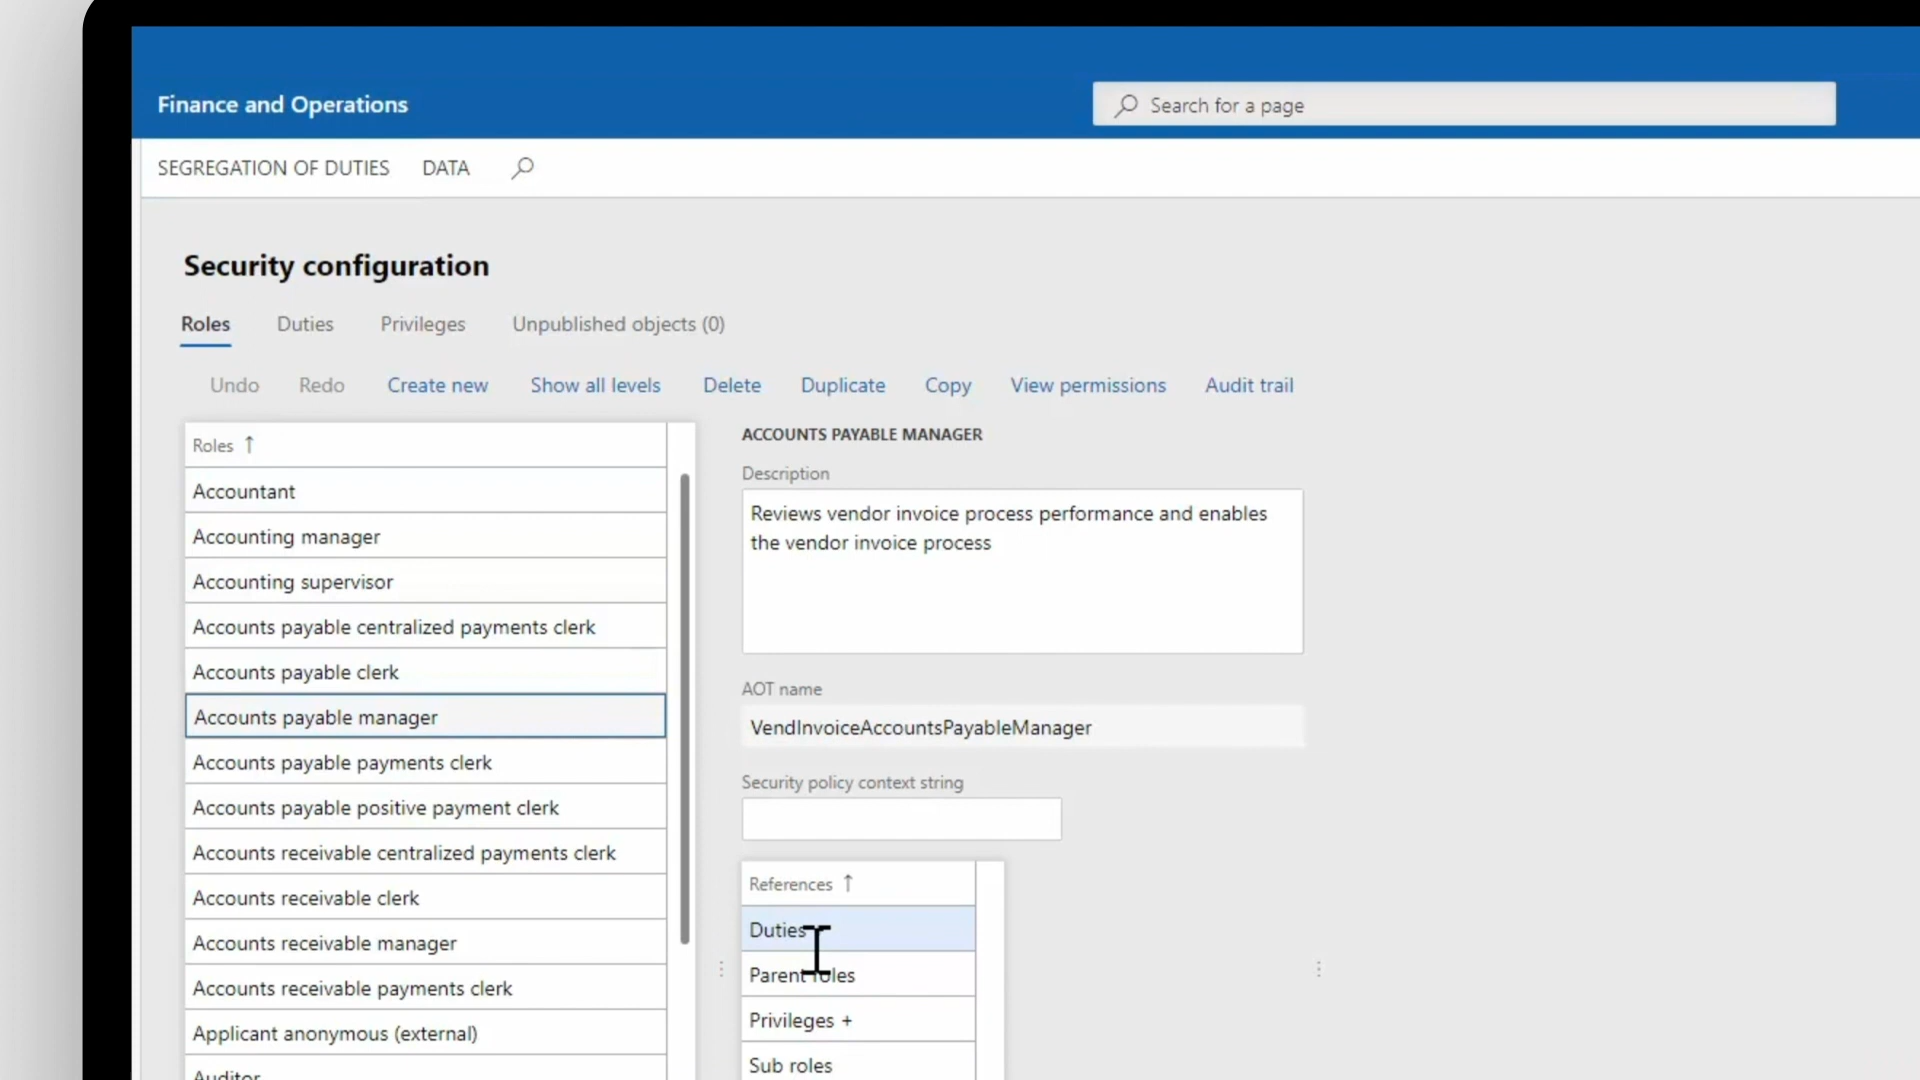 Finance and Operations
Search for a page
SEGREGATION OF DUTIES DATA
Security configuration
Roles Duties Privileges Unpublished objects (0)
Undo Redo Create new Show all levels Delete Duplicate Copy View permissions Audit trail
Roles ↑
Accountant
Accounting manager
Accounting supervisor
Accounts payable centralized payments clerk
Accounts payable clerk
Accounts payable manager
Accounts payable payments clerk
Accounts payable positive payment clerk
Accounts receivable centralized payments clerk
Accounts receivable clerk
Accounts receivable manager
Accounts receivable payments clerk
Applicant anonymous (external)
Auditor
ACCOUNTS PAYABLE MANAGER
Description
Reviews vendor invoice process performance and enables
the vendor invoice process
AOT name
VendInvoiceAccountsPayableManager
Security policy context string
References ↑
Duties
Parent roles
Privileges +
Sub roles